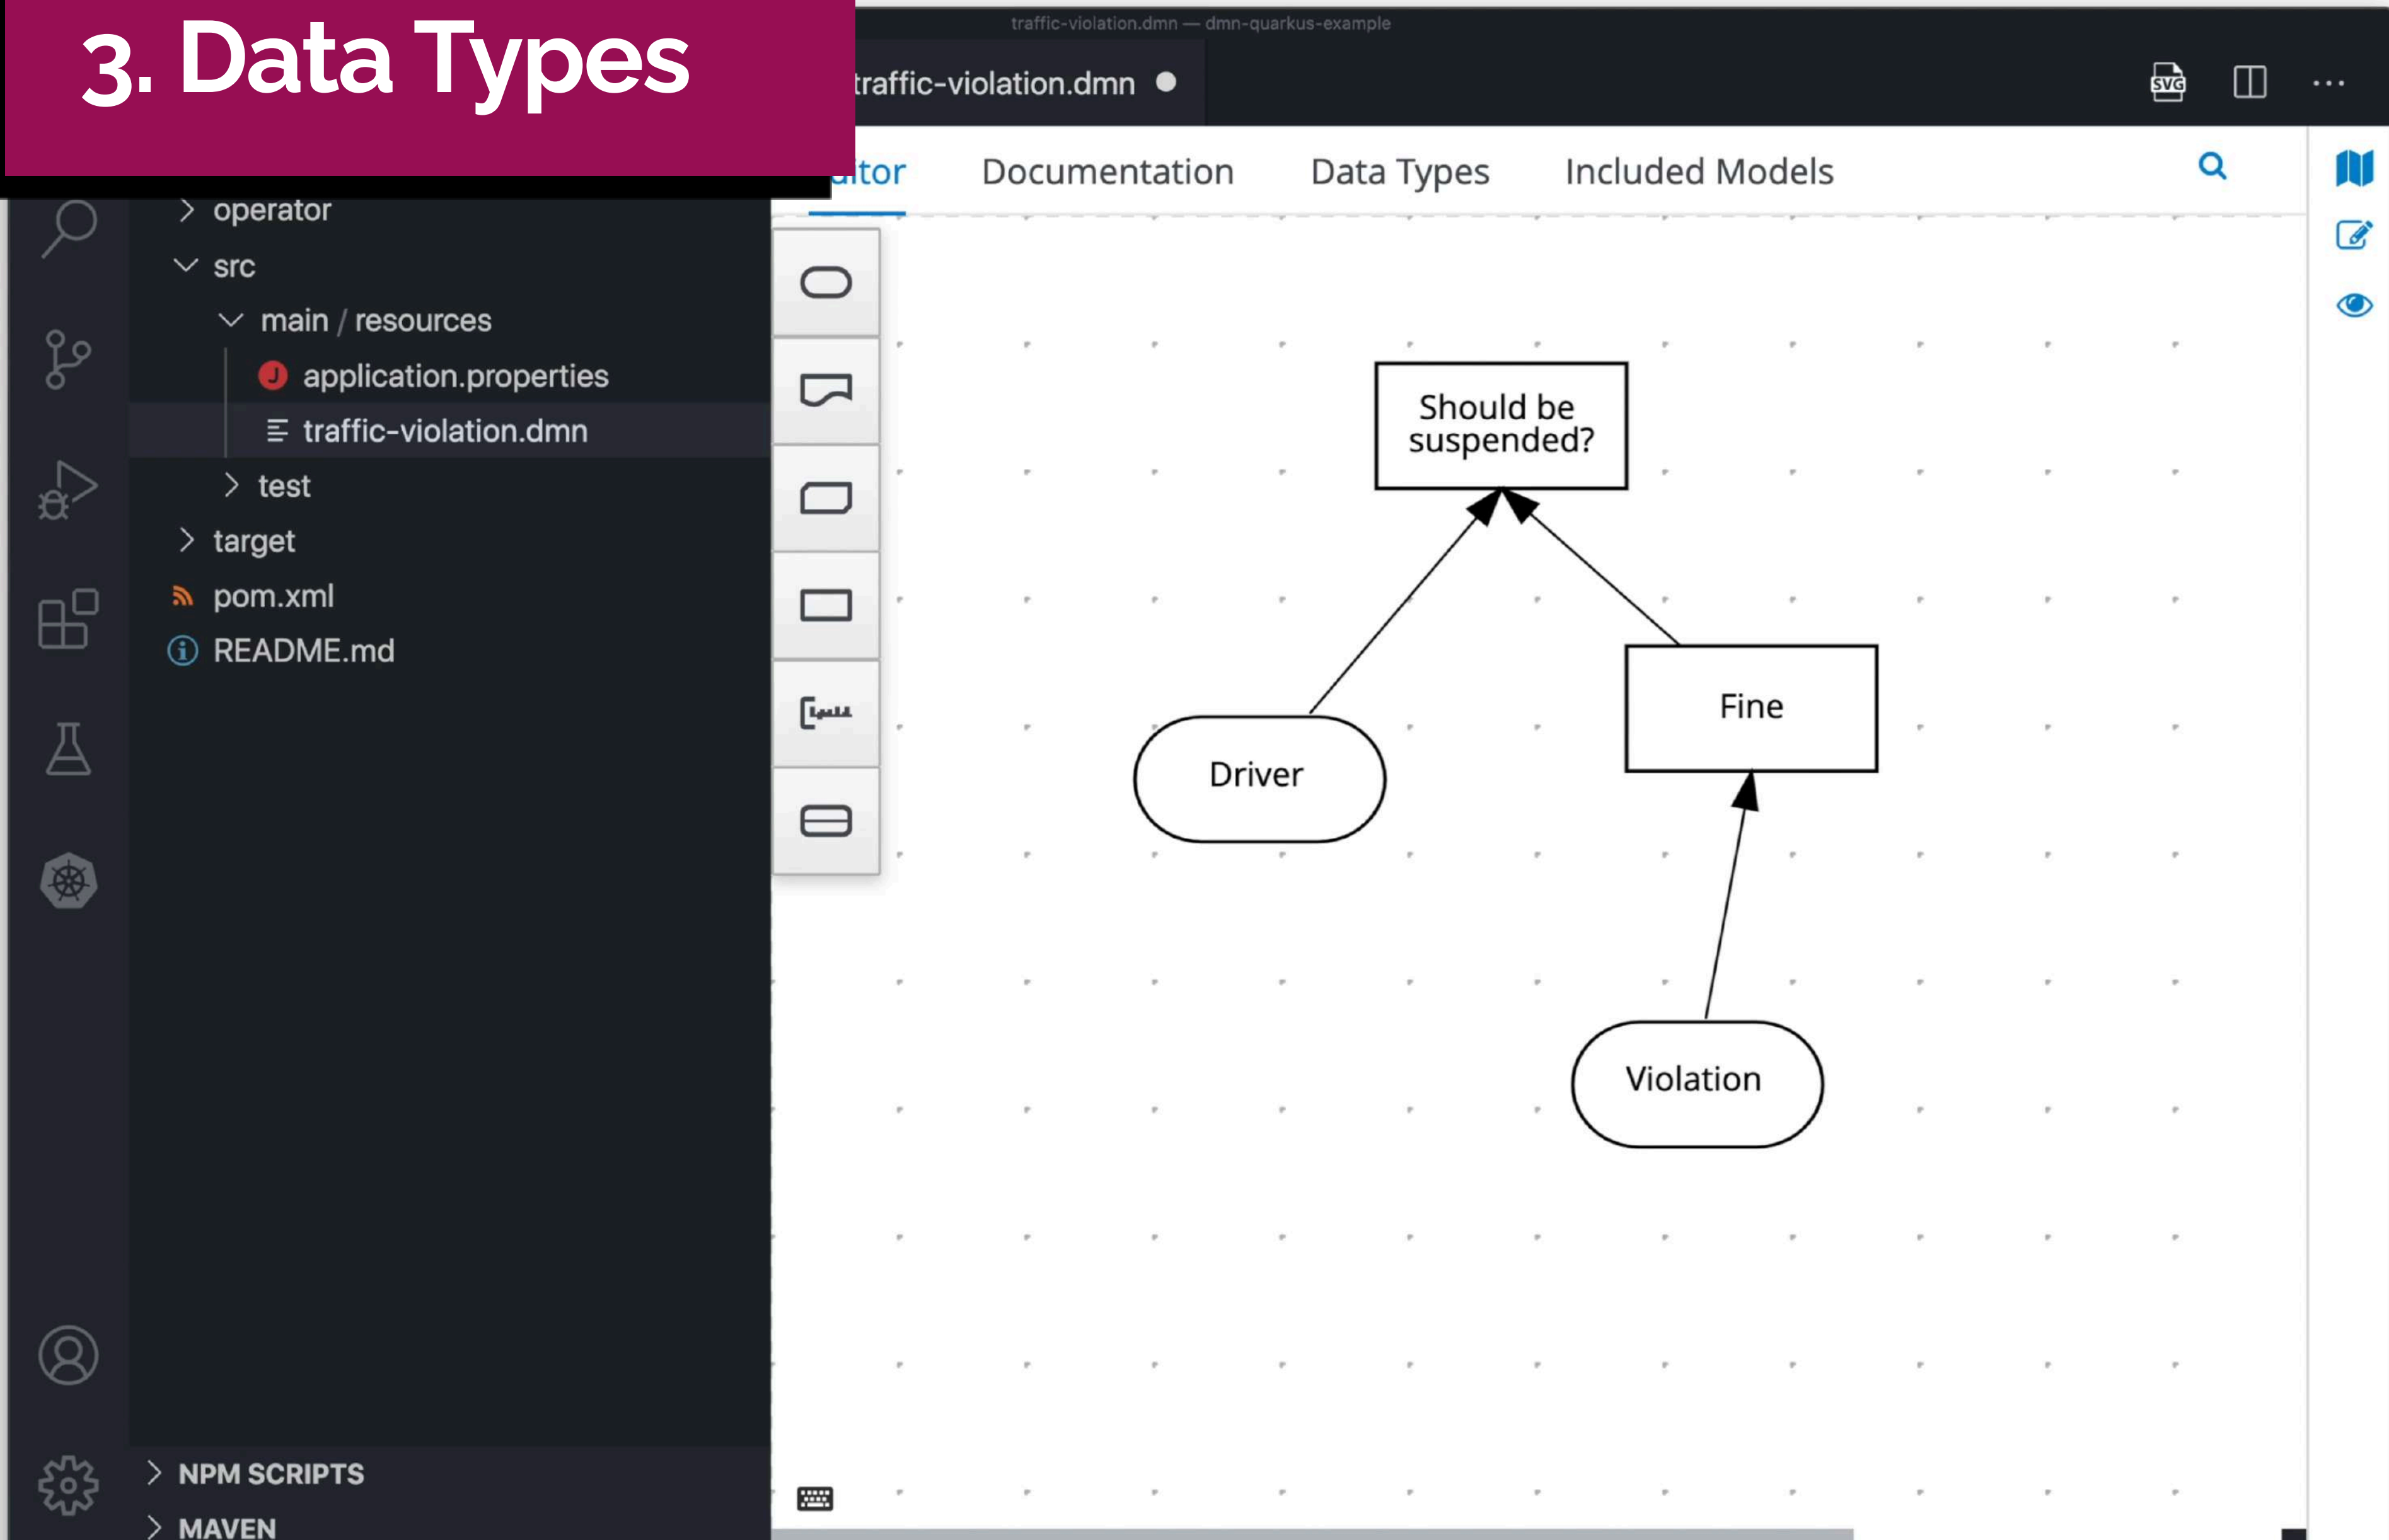 3. Data Types
traffic-violation.dmn — dmn-quarkus-example
traffic-violation.dmn
itor
Documentation
Data Types
Included Models
SVG
operator
src
main / resources
J application.properties
traffic-violation.dmn
test
target
pom.xml
README.md
NPM SCRIPTS
MAVEN
Should be
suspended?
Fine
Driver
Violation